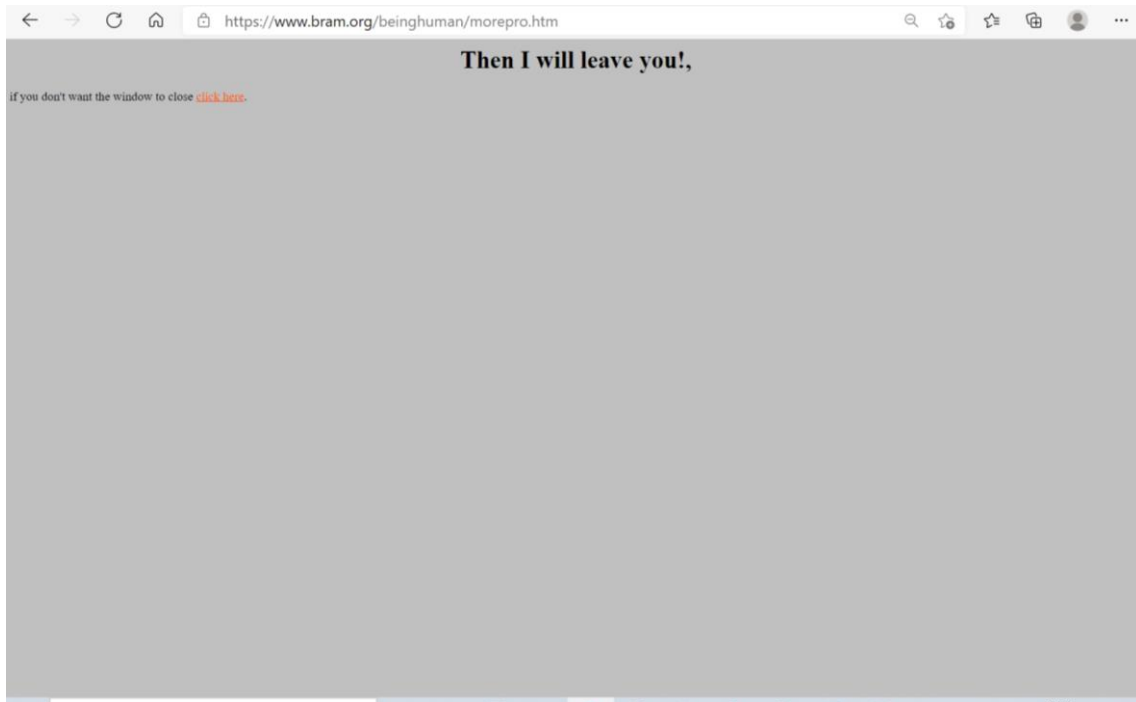 https://www.bram.org/beinghuman/morepro.htm
Then I will leave you!,
if you don't want the window to close click here.